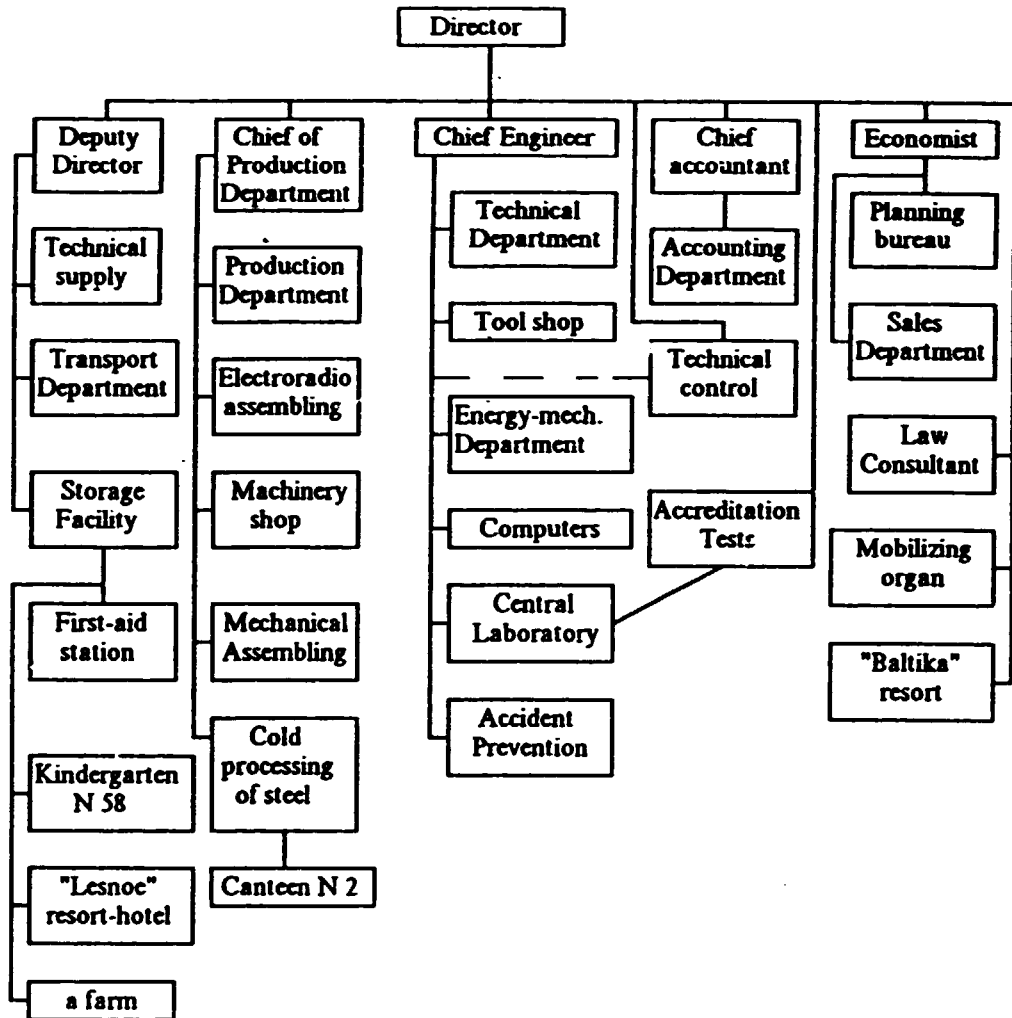 Director
Deputy
Director
Technical
supply
Transport
Department
Storage
Facility
First-aid
station
Kindergarten
N 58
"Lesnoe"
resort-hotel
a farm
Chief of
Production
Department
Production
Department
Electroradio
assembling
Machinery
shop
Mechanical
Assembling
Cold
processing
of steel
Canteen N 2
Chief Engineer
Technical
Department
Tool shop
Energy-mech.
Department
Computers
Central
Laboratory
Accident
Prevention
Chief
accountant
Accounting
Department
Technical
control
Accreditation
Tests
Economist
Planning
bureau
Sales
Department
Law
Consultant
Mobilizing
organ
"Baltika"
resort